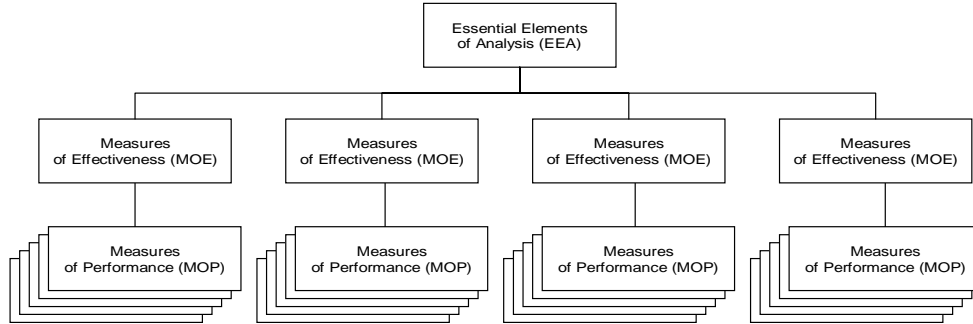 Essential Elements
of Analysis (EEA)
Measures
of Effectiveness (MOE)
Measures
of Effectiveness (MOE)
Measures
of Effectiveness (MOE)
Measures
of Effectiveness (MOE)
Measures
of Performance (MOP)
Measures
of Performance (MOP)
Measures
of Performance (MOP)
Measures
of Performance (MOP)